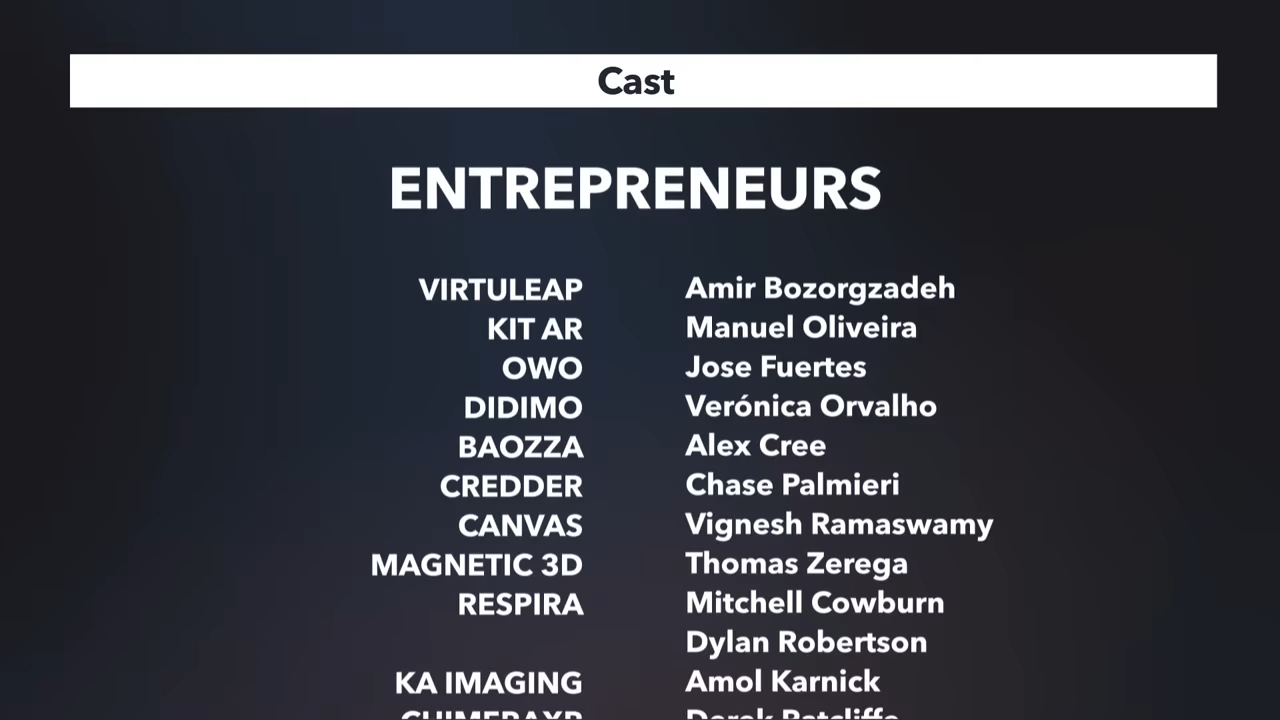 Cast
ENTREPRENEURS
VIRTULEAP Amir Bozorgzadeh
KIT AR Manuel Oliveira
OWO Jose Fuertes
DIDIMO Verónica Orvalho
BAOZZA Alex Cree
CREDDER Chase Palmieri
CANVAS Vignesh Ramaswamy
MAGNETIC 3D Thomas Zerega
RESPIRA Mitchell Cowburn
Dylan Robertson
KA IMAGING Amol Karnick